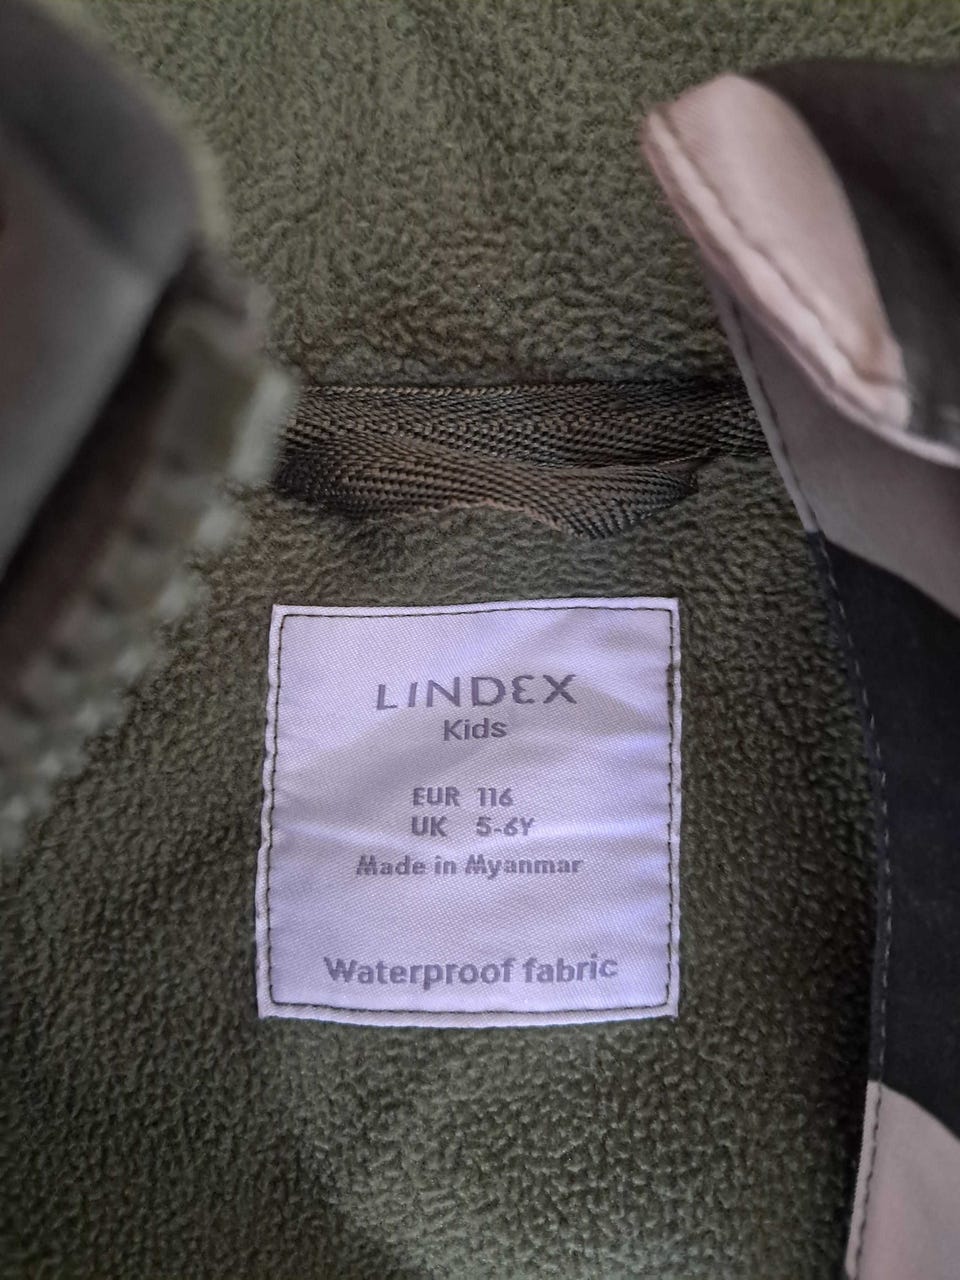 LINDEX
Kids
EUR 116
UK 5-6Y
Made in Myanmar
Waterproof fabric